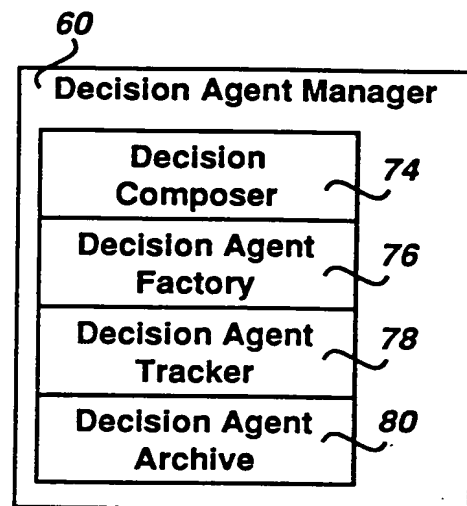 60
Decision Agent Manager
Decision
Composer
74
Decision Agent
Factory
76
Decision Agent
Tracker
78
Decision Agent
Archive
80